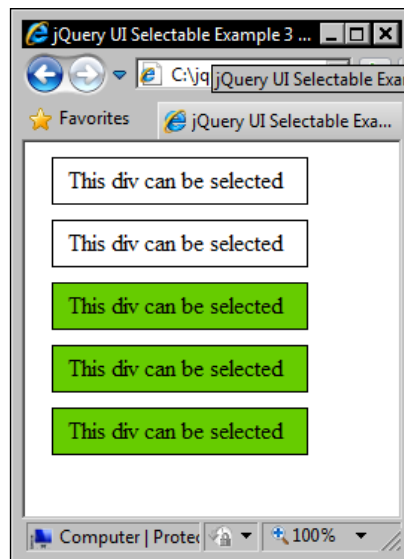 jQuery UI Selectable Example 3 ...
C:\jq
jQuery UI Selectable Exa
Favorites
jQuery UI Selectable Exa...
This div can be selected
This div can be selected
This div can be selected
This div can be selected
This div can be selected
Computer | Protec
100%